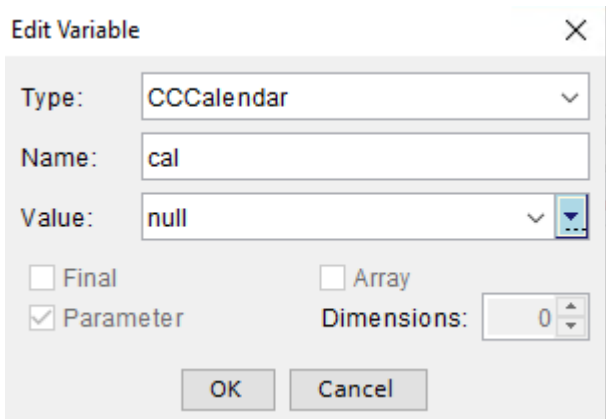 Edit Variable
Type: CCCalendar
Name: cal
Value: null
Final Array
Parameter Dimensions: 0
OK Cancel